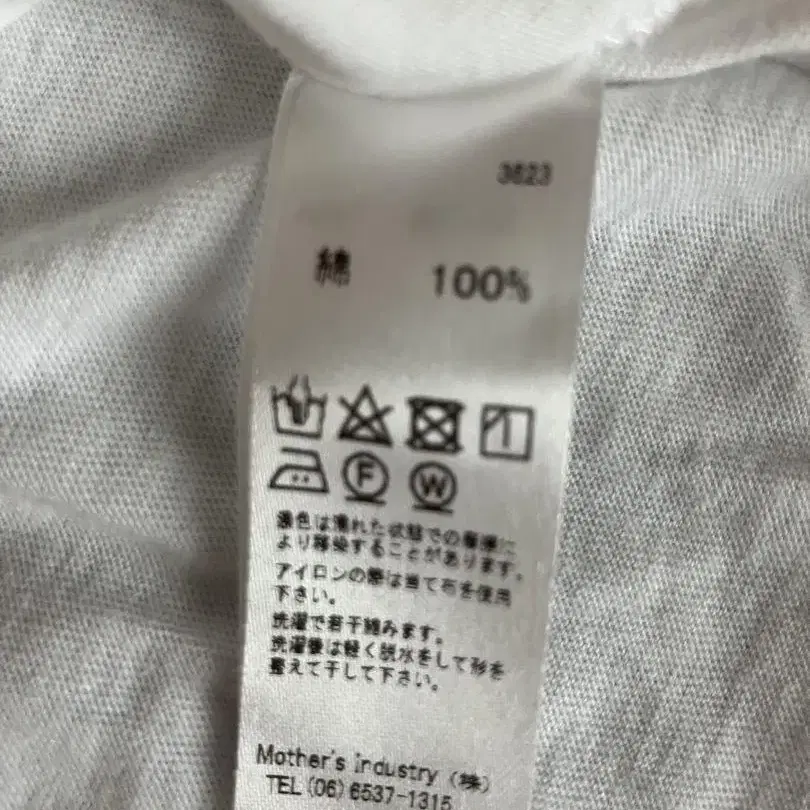 3623
綿 100%
F W
濃色は濡れた状態での摩擦に
より移染することがあります。
アイロンの際は当て布を使用
下さい。
洗濯で若干縮みます。
洗濯後は軽く脱水をして形を
整えて干して下さい。
Mother's industry (株)
TEL (06) 6537-1315